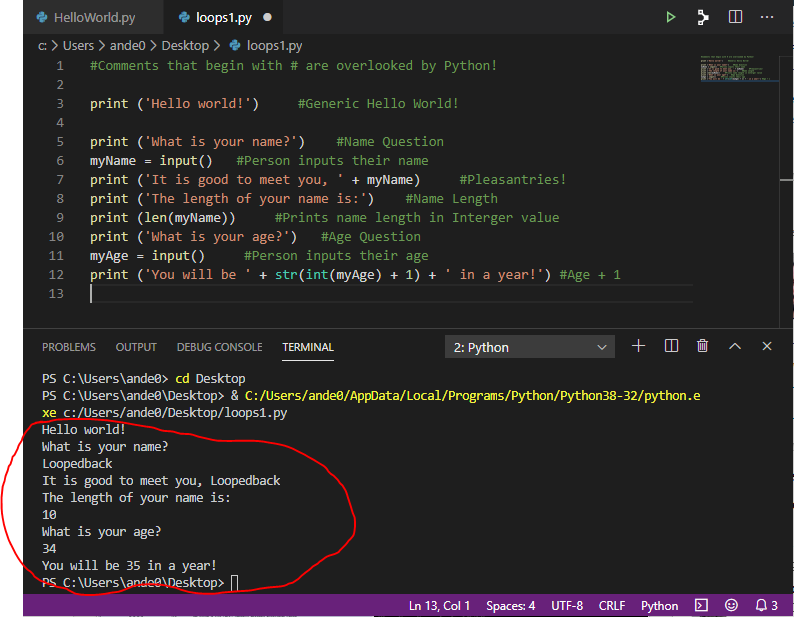 HelloWorld.py loops1.py
c: > Users > ande0 > Desktop > loops1.py
1 #Comments that begin with # are overlooked by Python!
2
3 print ('Hello world!') #Generic Hello World!
4
5 print ('What is your name?') #Name Question
6 myName = input() #Person inputs their name
7 print ('It is good to meet you, ' + myName) #Pleasantries!
8 print ('The length of your name is:') #Name Length
9 print (len(myName)) #Prints name length in Interger value
10 print ('What is your age?') #Age Question
11 myAge = input() #Person inputs their age
12 print ('You will be ' + str(int(myAge) + 1) + ' in a year!') #Age + 1
13
PROBLEMS OUTPUT DEBUG CONSOLE TERMINAL 2: Python
PS C:\Users\ande0> cd Desktop
PS C:\Users\ande0\Desktop> & C:/Users/ande0/AppData/Local/Programs/Python/Python38-32/python.e
xe c:/Users/ande0/Desktop/loops1.py
Hello world!
What is your name?
Loopedback
It is good to meet you, Loopedback
The length of your name is:
10
What is your age?
34
You will be 35 in a year!
PS C:\Users\ande0\Desktop>
Ln 13, Col 1 Spaces: 4 UTF-8 CRLF Python 3